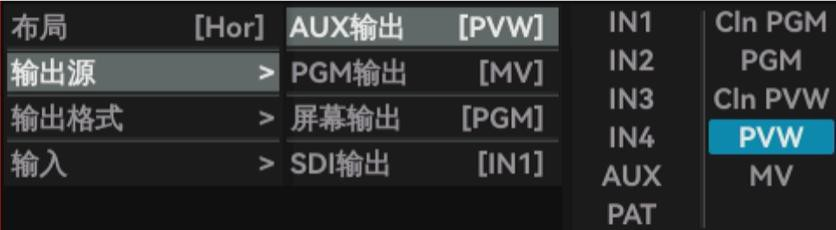 布局 [Hor]
输出源 >
输出格式 >
输入 >
AUX输出 [PVW]
PGM输出 [MV]
屏幕输出 [PGM]
SDI输出 [IN1]
IN1
IN2
IN3
IN4
AUX
PAT
Cln PGM
PGM
Cln PVW
PVW
MV